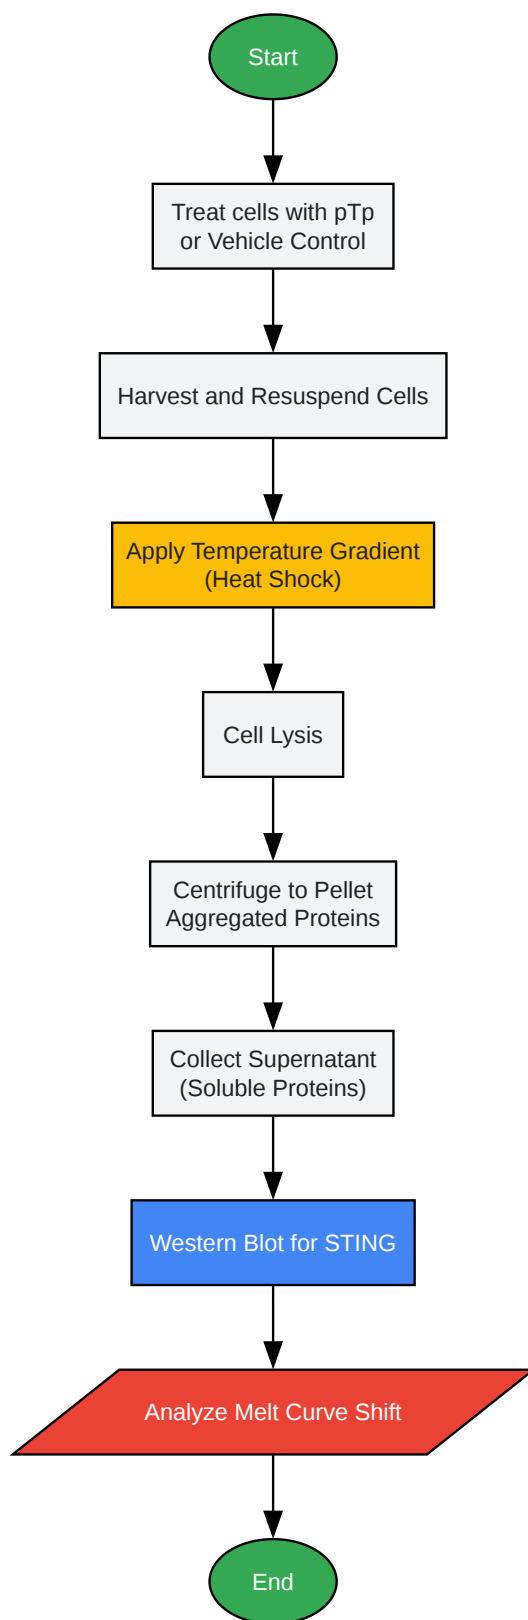 Start
Treat cells with pTp
or Vehicle Control
Harvest and Resuspend Cells
Apply Temperature Gradient
(Heat Shock)
Cell Lysis
Centrifuge to Pellet
Aggregated Proteins
Collect Supernatant
(Soluble Proteins)
Western Blot for STING
Analyze Melt Curve Shift
End